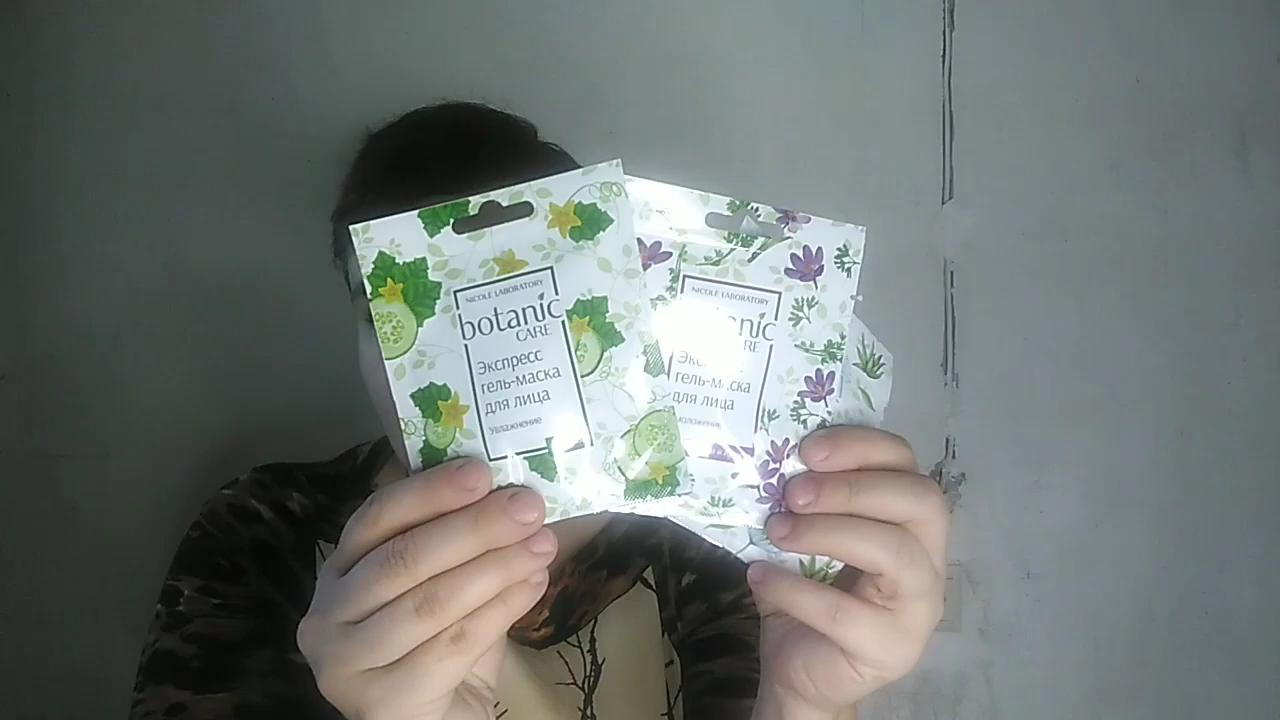 NICOLE LABORATORY
botanic
CARE
Экспресс
гель-маска
для лица
Увлажнение
NICOLE LABORATORY
гель-маска
для лица